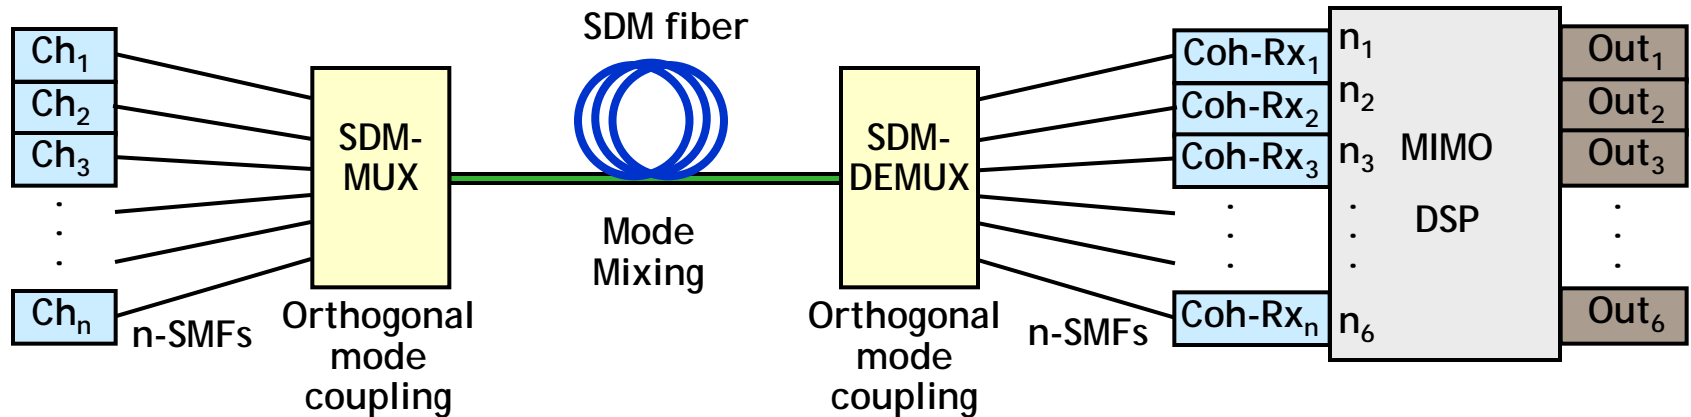 Ch₁
Ch₂
Ch₃
.
.
.
Chₙ
n-SMFs
SDM-
MUX
Orthogonal
mode
coupling
SDM fiber
Mode
Mixing
SDM-
DEMUX
Orthogonal
mode
coupling
n-SMFs
Coh-Rx₁
Coh-Rx₂
Coh-Rx₃
.
.
.
Coh-Rxₙ
n₁
n₂
n₃
.
.
.
n₆
MIMO
DSP
Out₁
Out₂
Out₃
.
.
.
Out₆